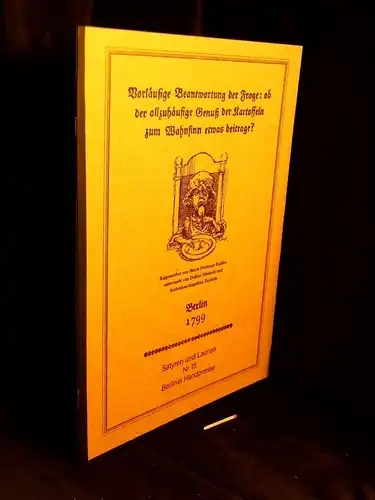 Vorläufige Beantwortung der Frage: ob
der allzuhäufige Genuß der Kartoffeln
zum Wahnsinn etwas beitrage?
Berlin
1799
Satyren und Launen
Nr. 15
Berliner Handpresse